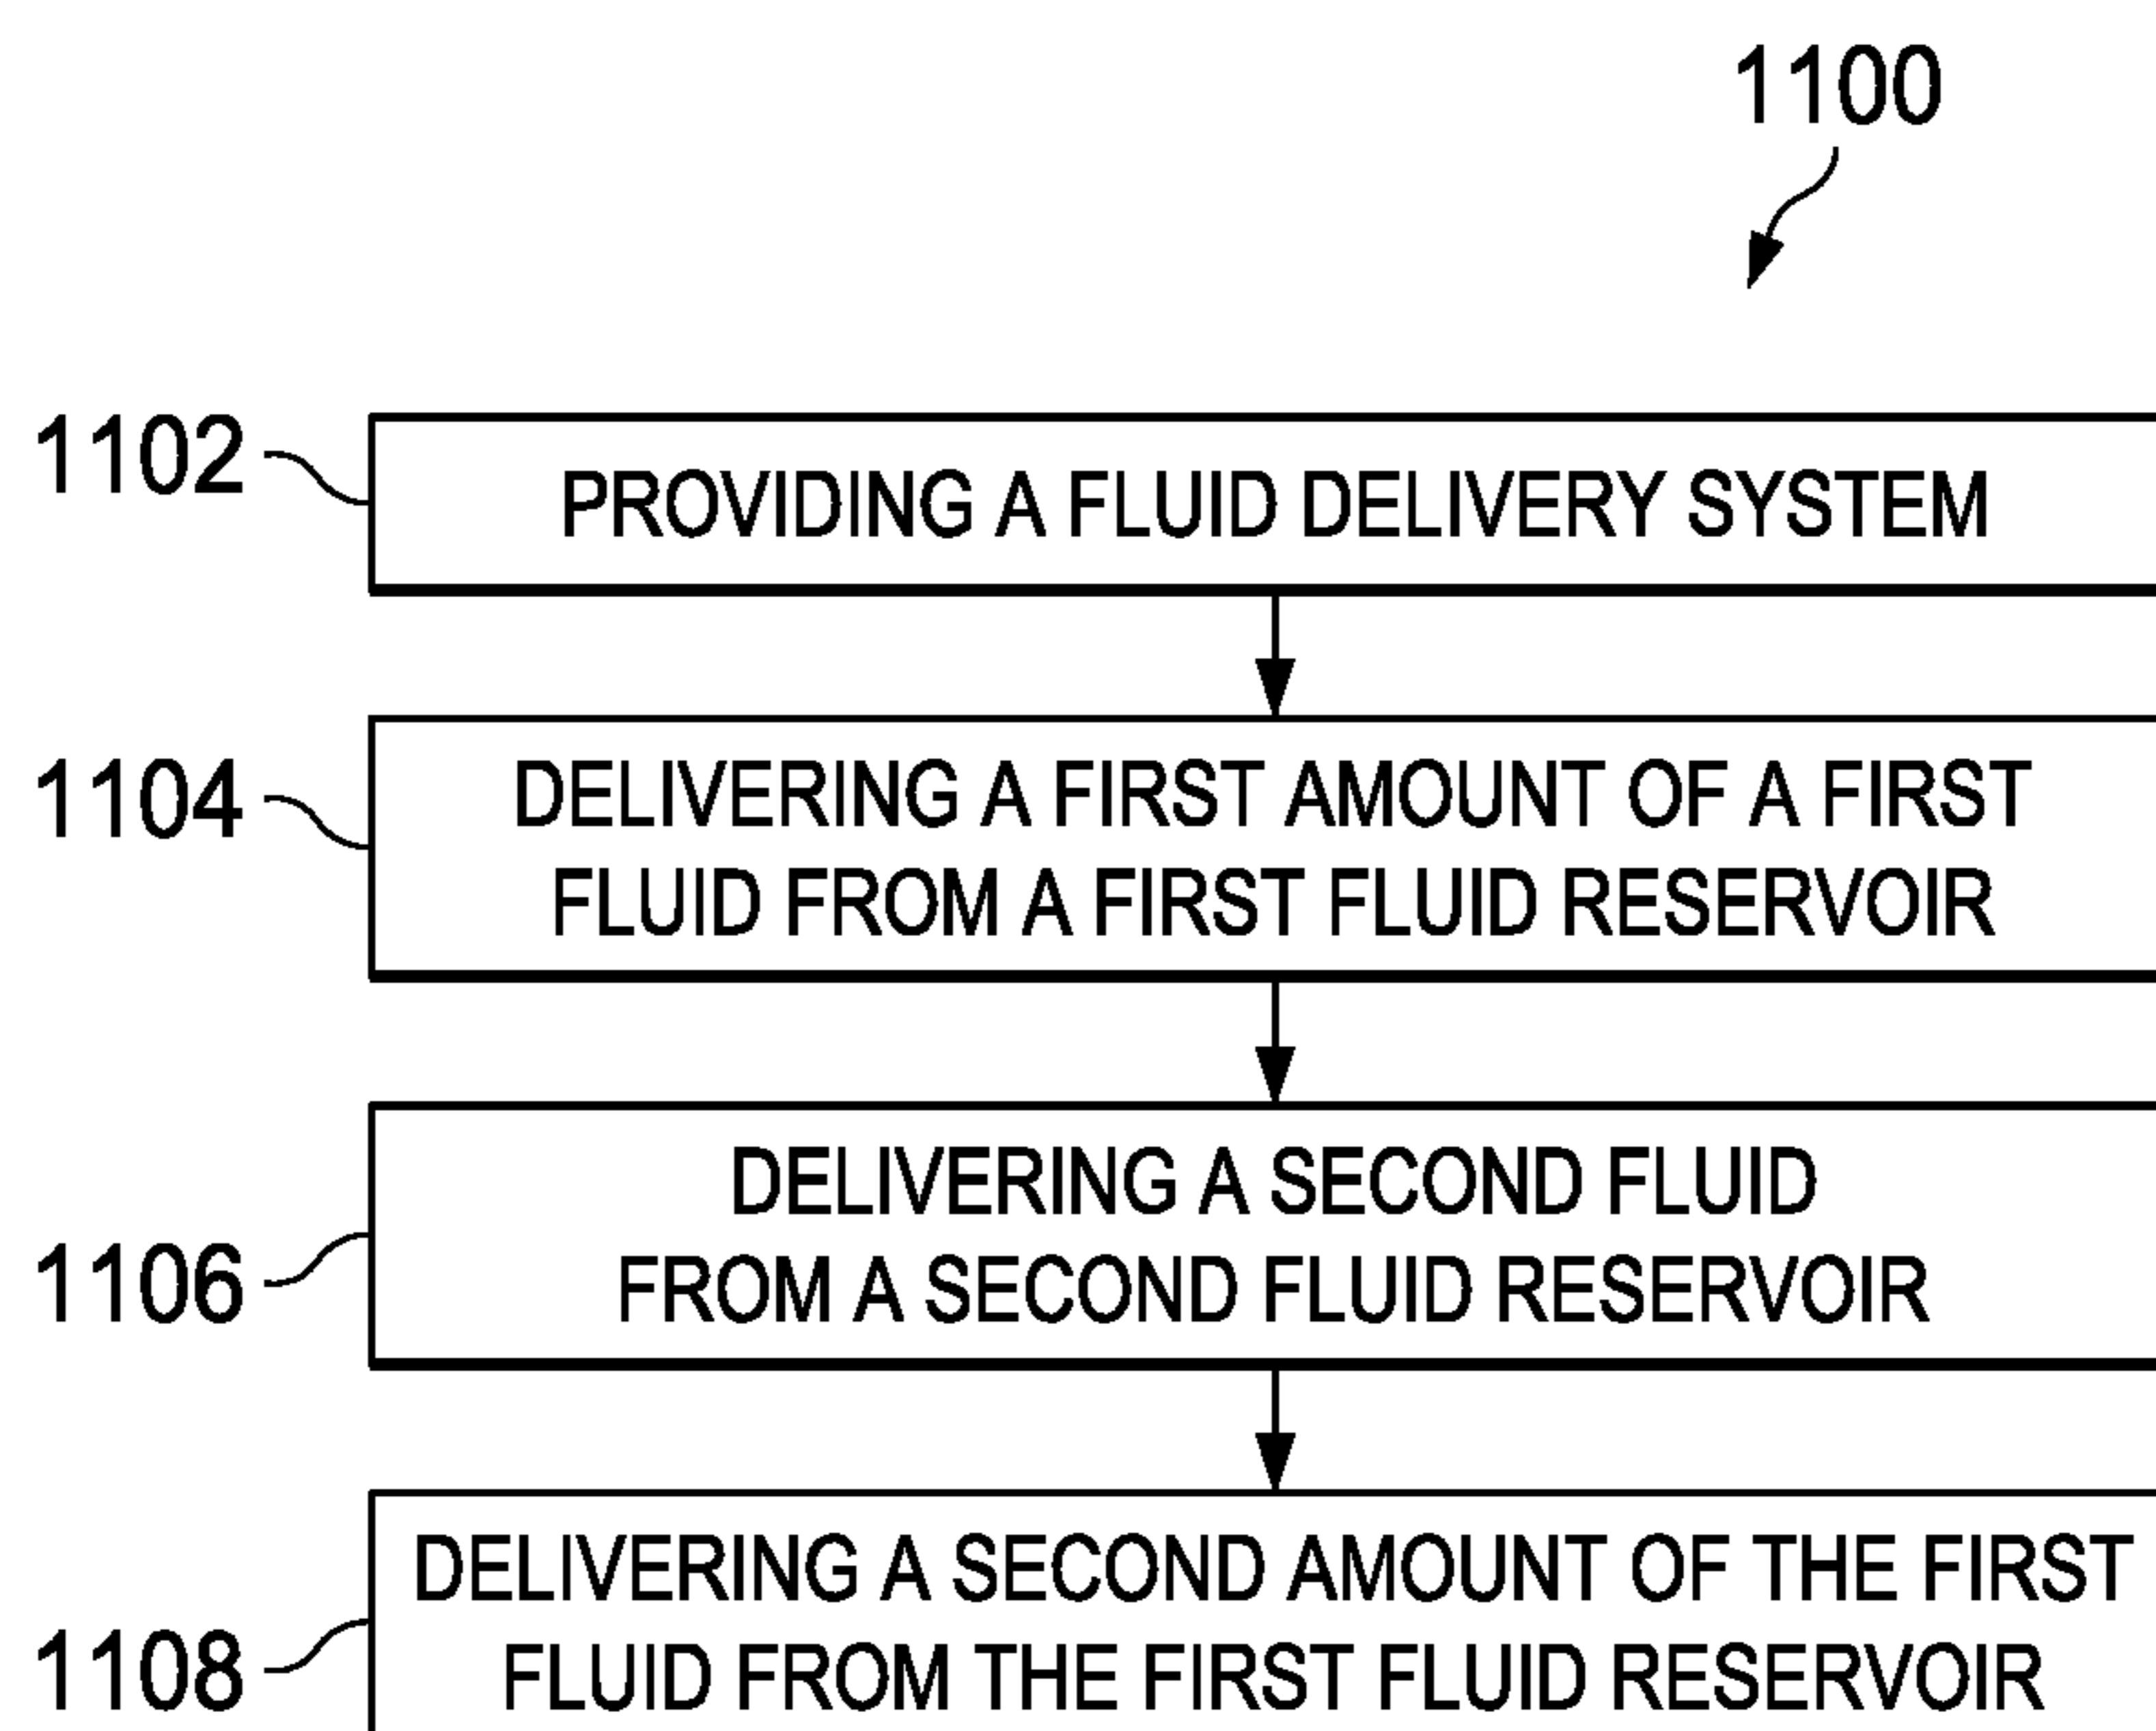 1100
1102
PROVIDING A FLUID DELIVERY SYSTEM
1104
DELIVERING A FIRST AMOUNT OF A FIRST
FLUID FROM A FIRST FLUID RESERVOIR
1106
DELIVERING A SECOND FLUID
FROM A SECOND FLUID RESERVOIR
1108
DELIVERING A SECOND AMOUNT OF THE FIRST
FLUID FROM THE FIRST FLUID RESERVOIR